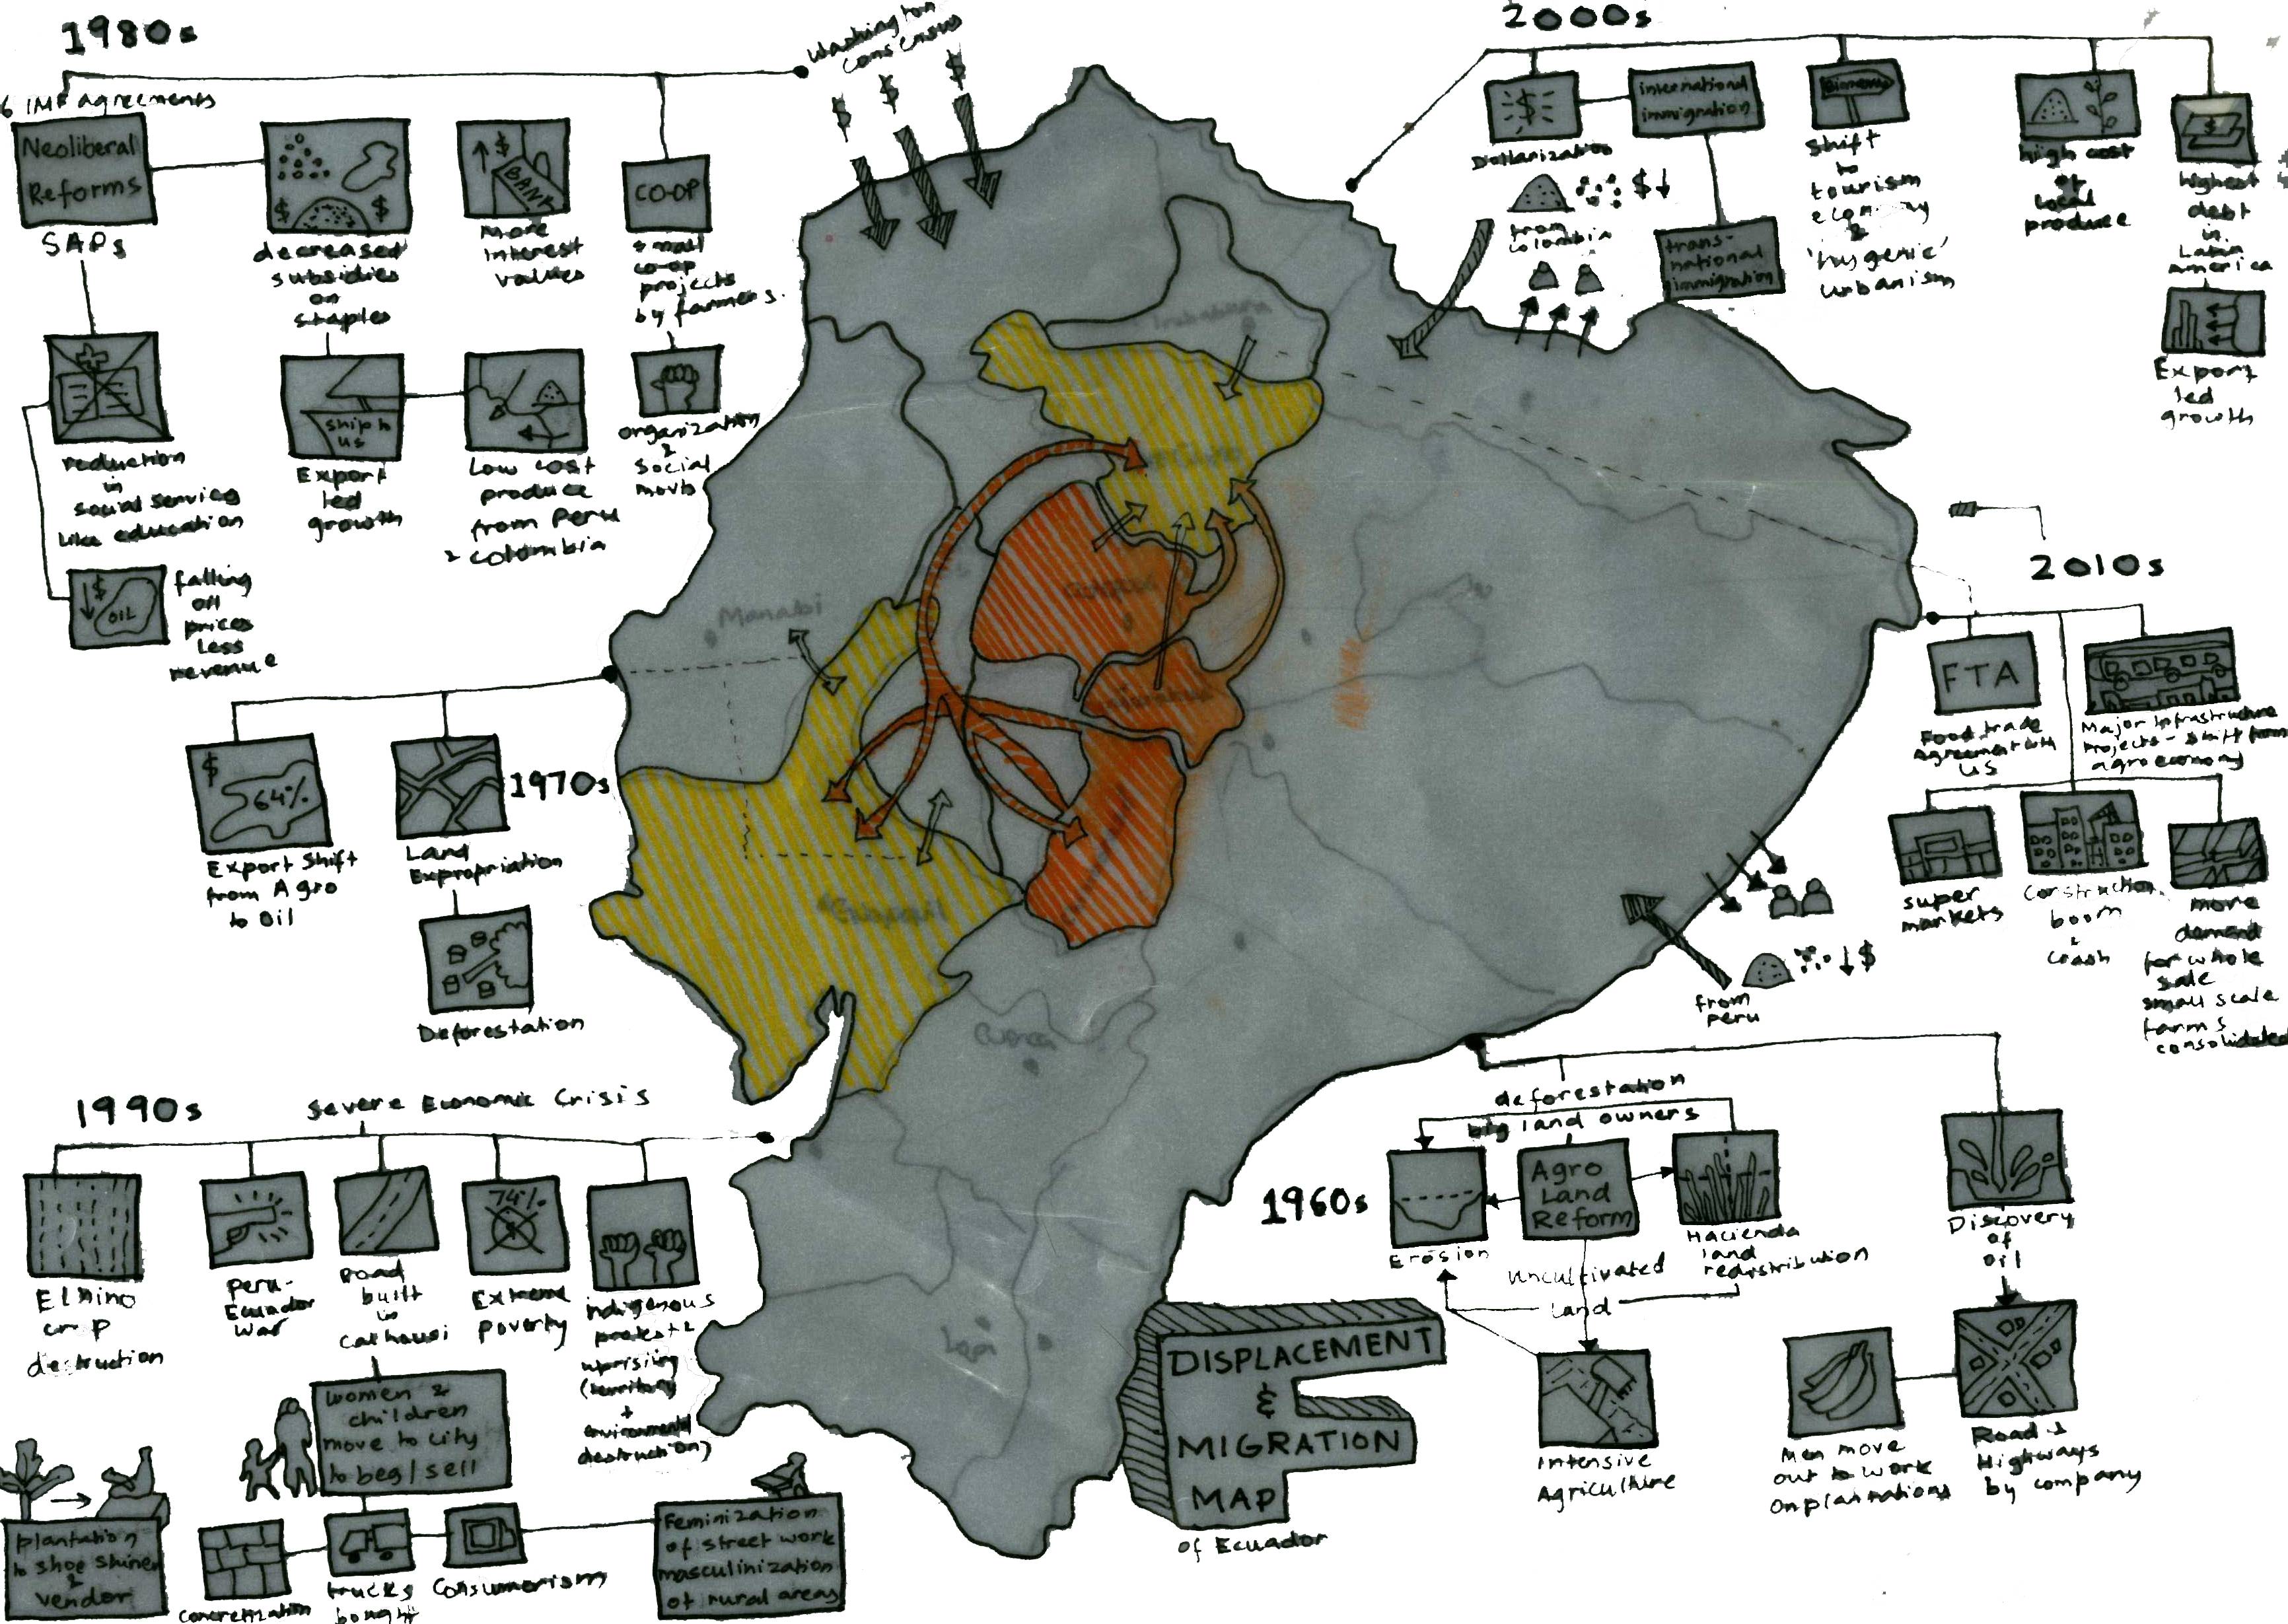 1980s
6 IMF agreements
Neoliberal
Reforms
SAPs
decreased
subsidies
on
staples
$
$
↑ $
BANK
More
Interest
values
CO-OP
small
co-op
projects
by farmers.
reduction
in
social services
like education
ship to
us
Export
led
growth
Low cost
produce
from Peru
& Colombia
organization
&
Social
movts
↓ $
OIL
falling
oil
prices
less
revenue
Washington
consensus
$ $ $
2000s
$
Dollarization
international
immigration
trans-
national
immigration
$↓
from
Colombia
Shift
to
tourism
economy
&
'hygenic'
urbanism
high cost
of
local
produce
$
highest
debt
in
Latin
America
Export
led
growth
1970s
$
64%
Export Shift
from Agro
to oil
Land
Expropriation
Deforestation
Imbabura
Manabi
Guayaquil
Cuenca
Loja
2010s
FTA
Food trade
Agreement with
US
Major Infrastructure
Projects - shift from
agro economy
super
markets
Construction
boom
&
crash
more
demand
for whole
sale
small scale
farms
consolidated
↓$
from
Peru
1990s
Severe Economic Crisis
El Nino
crop
destruction
Peru-
Ecuador
War
Road
built
in
Calhausi
74%
Extreme
poverty
indigenous
protest &
uprising
(territory
+
environmental
destruction)
women &
children
move to city
to beg/sell
plantation
to shoe shiner
&
vendor
concretization
trucks
bought
Consumerism
Feminization
of street work
masculinization
of rural areas
1960s
deforestation
big land owners
Erosion
Agro
Land
Reform
Hacienda
land
redistribution
Uncultivated
land
Intensive
Agriculture
Discovery
of
oil
Men move
out to work
on plantations
Roads
Highways
by company
DISPLACEMENT
&
MIGRATION
MAP
of Ecuador